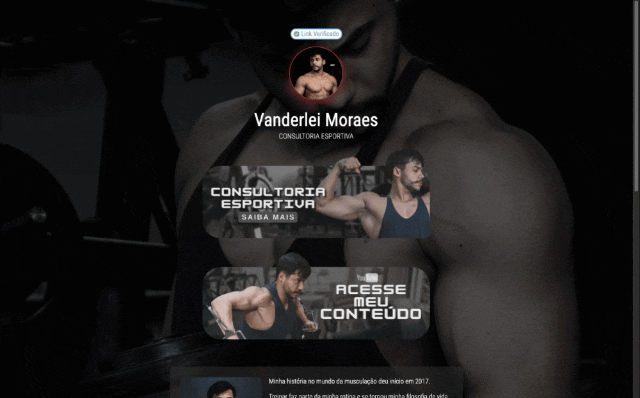 Link Verificado
Vanderlei Moraes
CONSULTORIA ESPORTIVA
CONSULTORIA
ESPORTIVA
SAIBA MAIS
YouTube
ACESSE
MEU
CONTEÚDO
Minha história no mundo da musculação deu início em 2017.
Treinar faz parte da minha rotina e se tornou minha filosofia de vida